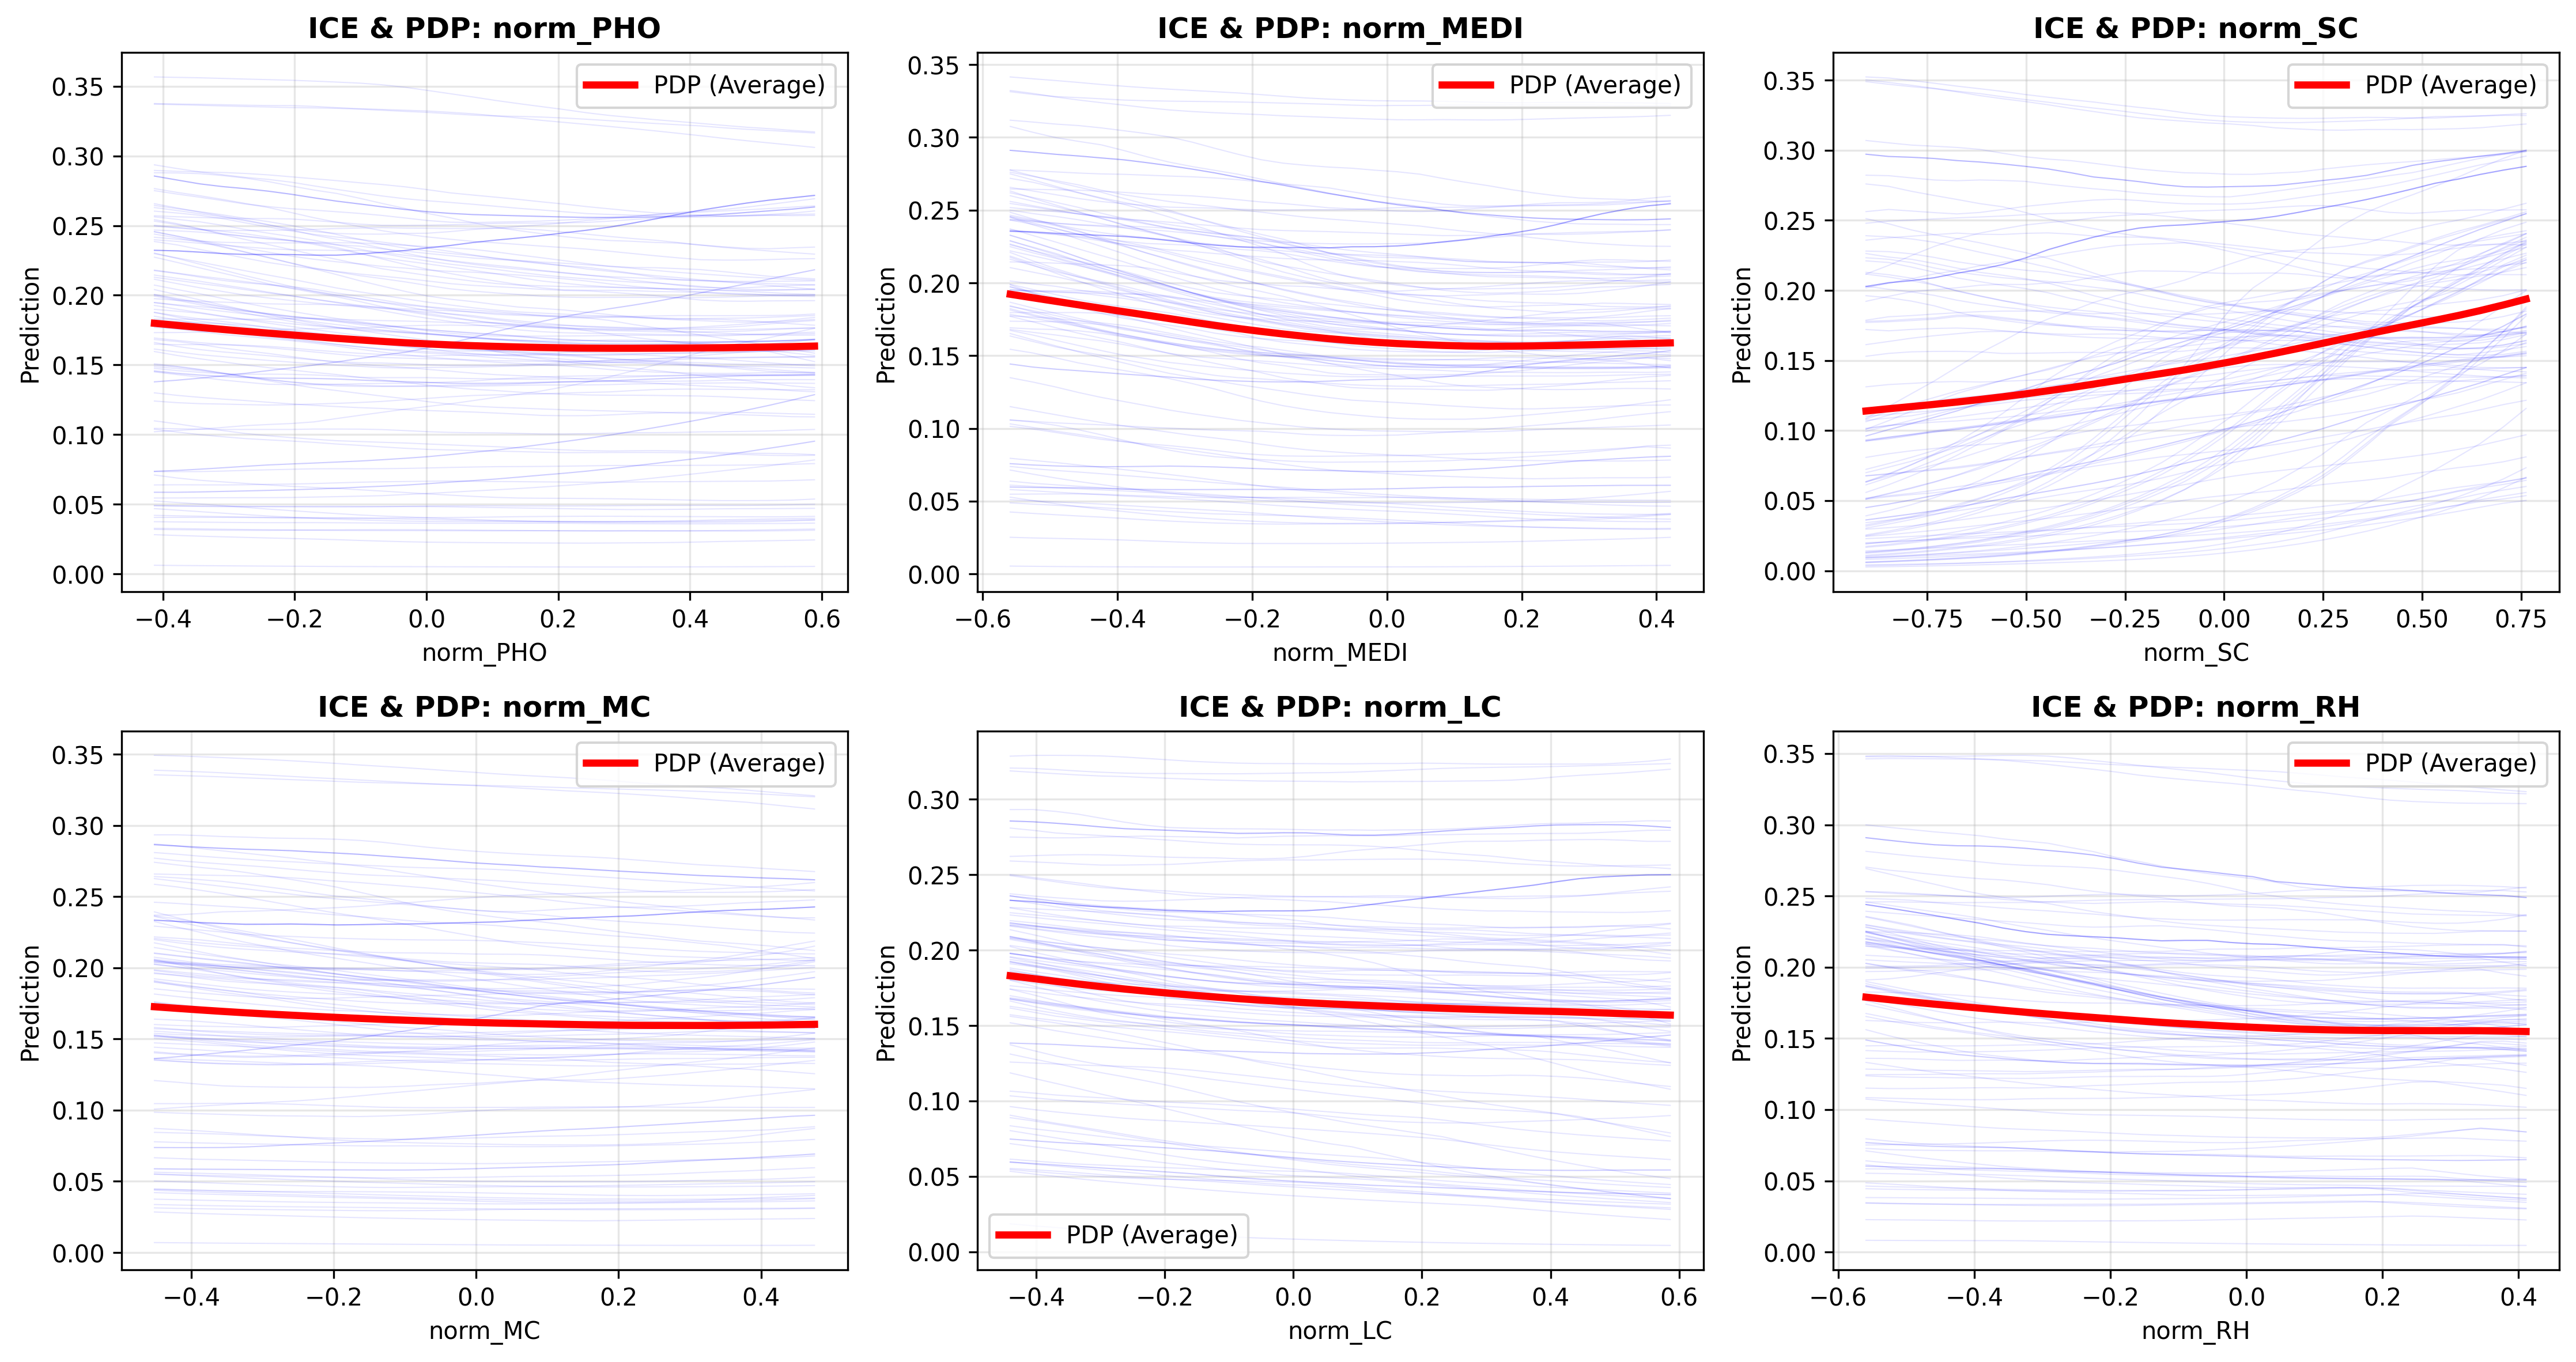 ICE & PDP: norm_PHO
PDP (Average)
Prediction
0.35
0.30
0.25
0.20
0.15
0.10
0.05
0.00
−0.4 −0.2 0.0 0.2 0.4 0.6
norm_PHO
ICE & PDP: norm_MEDI
PDP (Average)
Prediction
0.35
0.30
0.25
0.20
0.15
0.10
0.05
0.00
−0.6 −0.4 −0.2 0.0 0.2 0.4
norm_MEDI
ICE & PDP: norm_SC
PDP (Average)
Prediction
0.35
0.30
0.25
0.20
0.15
0.10
0.05
0.00
−0.75 −0.50 −0.25 0.00 0.25 0.50 0.75
norm_SC
ICE & PDP: norm_MC
PDP (Average)
Prediction
0.35
0.30
0.25
0.20
0.15
0.10
0.05
0.00
−0.4 −0.2 0.0 0.2 0.4
norm_MC
ICE & PDP: norm_LC
Prediction
0.30
0.25
0.20
0.15
0.10
0.05
0.00
PDP (Average)
−0.4 −0.2 0.0 0.2 0.4 0.6
norm_LC
ICE & PDP: norm_RH
PDP (Average)
Prediction
0.35
0.30
0.25
0.20
0.15
0.10
0.05
0.00
−0.6 −0.4 −0.2 0.0 0.2 0.4
norm_RH